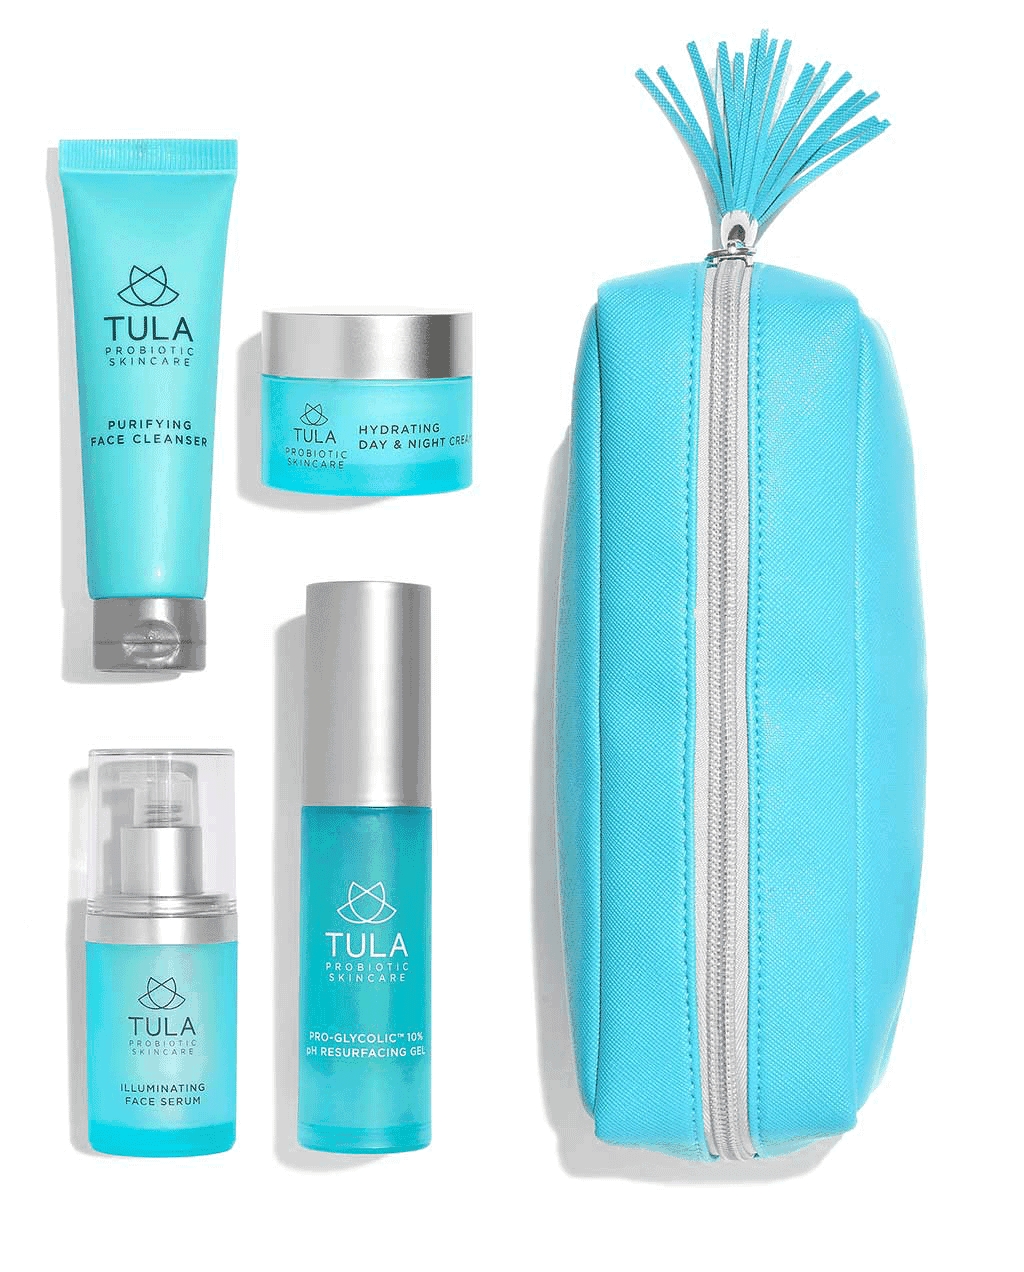 TULA
PROBIOTIC
SKINCARE
PURIFYING
FACE CLEANSER
TULA
PROBIOTIC
SKINCARE
HYDRATING
DAY & NIGHT CREAM
TULA
PROBIOTIC
SKINCARE
ILLUMINATING
FACE SERUM
TULA
PROBIOTIC
SKINCARE
PRO-GLYCOLIC™ 10%
pH RESURFACING GEL